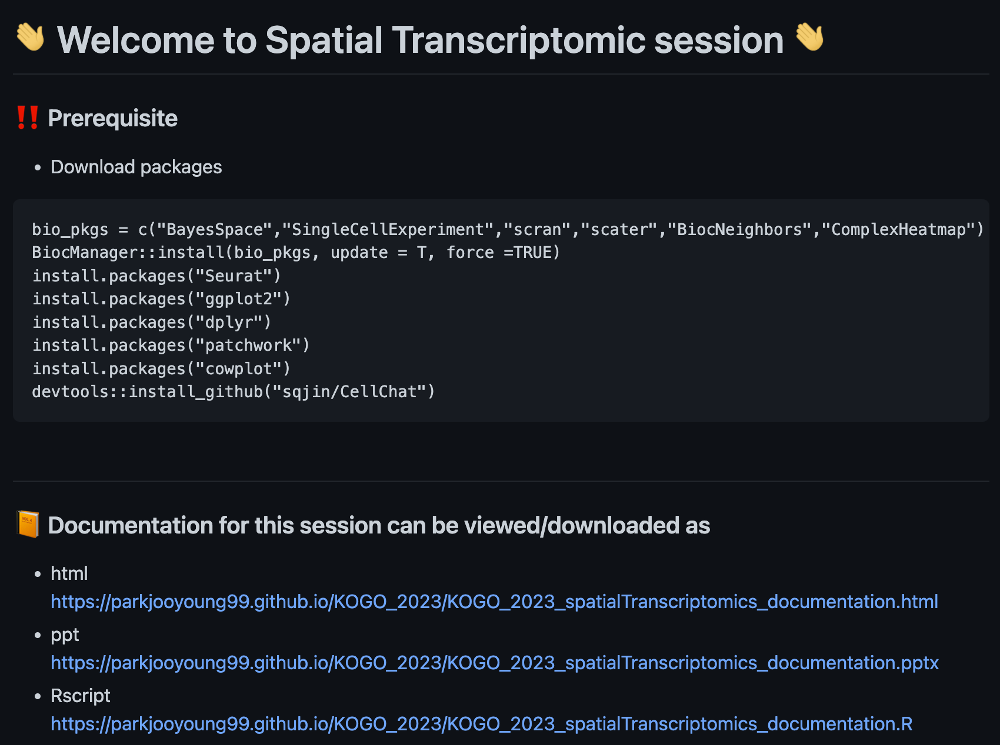 👋 Welcome to Spatial Transcriptomic session 👋
‼️ Prerequisite
• Download packages
bio_pkgs = c("BayesSpace","SingleCellExperiment","scran","scater","BiocNeighbors","ComplexHeatmap")
BiocManager::install(bio_pkgs, update = T, force =TRUE)
install.packages("Seurat")
install.packages("ggplot2")
install.packages("dplyr")
install.packages("patchwork")
install.packages("cowplot")
devtools::install_github("sqjin/CellChat")
📙 Documentation for this session can be viewed/downloaded as
• html
https://parkjooyoung99.github.io/KOGO_2023/KOGO_2023_spatialTranscriptomics_documentation.html
• ppt
https://parkjooyoung99.github.io/KOGO_2023/KOGO_2023_spatialTranscriptomics_documentation.pptx
• Rscript
https://parkjooyoung99.github.io/KOGO_2023/KOGO_2023_spatialTranscriptomics_documentation.R